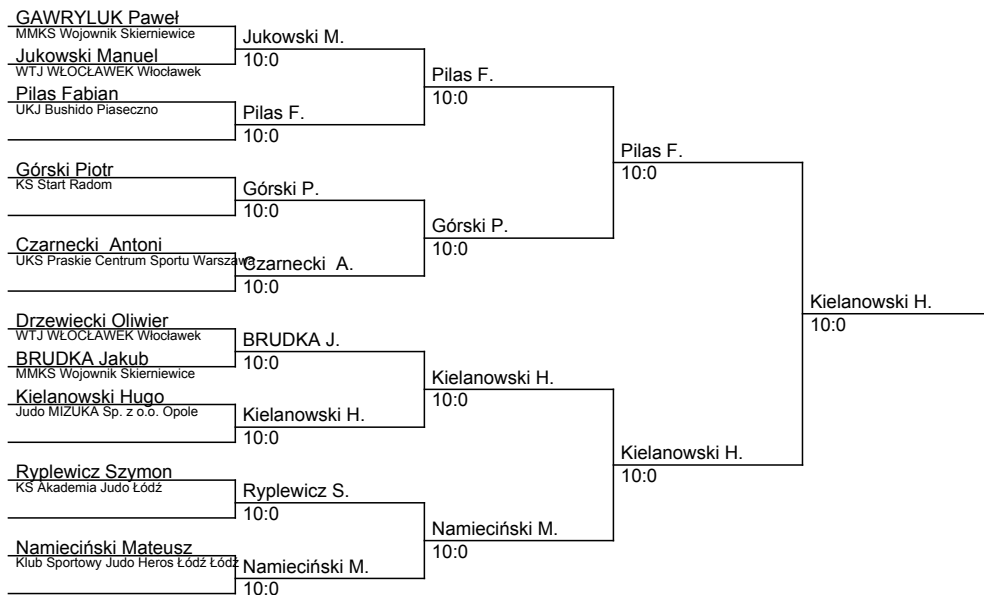 GAWRYLUK Paweł
MMKS Wojownik Skierniewice
Jukowski Manuel
WTJ WŁOCŁAWEK Włocławek
Pilas Fabian
UKJ Bushido Piaseczno
Górski Piotr
KS Start Radom
Czarnecki  Antoni
UKS Praskie Centrum Sportu Warszawa
Drzewiecki Oliwier
WTJ WŁOCŁAWEK Włocławek
BRUDKA Jakub
MMKS Wojownik Skierniewice
Kielanowski Hugo
Judo MIZUKA Sp. z o.o. Opole
Ryplewicz Szymon
KS Akademia Judo Łódź
Namieciński Mateusz
Klub Sportowy Judo Heros Łódź Łódź
Jukowski M.
10:0
Pilas F.
10:0
Górski P.
10:0
Czarnecki  A.
10:0
BRUDKA J.
10:0
Kielanowski H.
10:0
Ryplewicz S.
10:0
Namieciński M.
10:0
Pilas F.
10:0
Górski P.
10:0
Kielanowski H.
10:0
Namieciński M.
10:0
Pilas F.
10:0
Kielanowski H.
10:0
Kielanowski H.
10:0